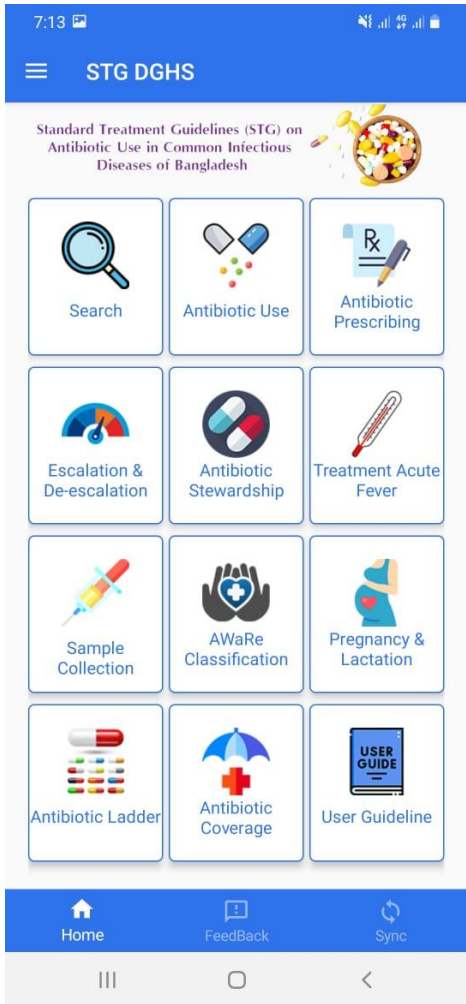 7:13
4G
STG DGHS
Standard Treatment Guidelines (STG) on
Antibiotic Use in Common Infectious
Diseases of Bangladesh
Search
Antibiotic Use
Rx
Antibiotic
Prescribing
Escalation &
De-escalation
Antibiotic
Stewardship
Treatment Acute
Fever
Sample
Collection
AWaRe
Classification
Pregnancy &
Lactation
Antibiotic Ladder
Antibiotic
Coverage
USER
GUIDE
User Guideline
Home
FeedBack
Sync